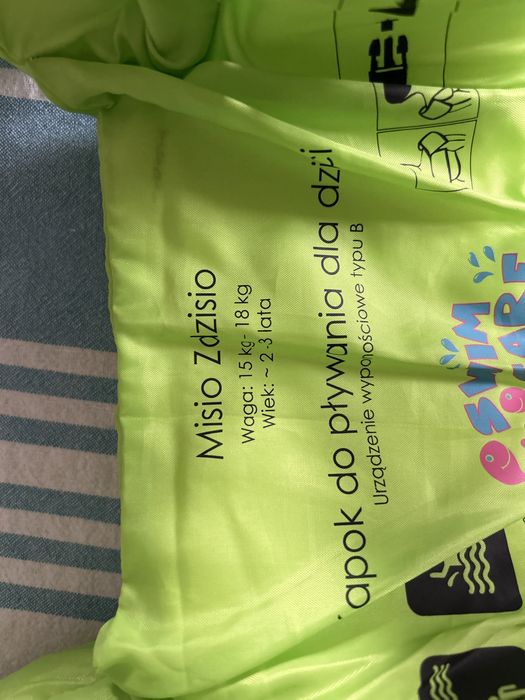 Misio Zdzisio
Waga: 15 kg - 18 kg
Wiek: ~ 2-3 lata
apok do pływania dla
Urządzenie wypornościowe typu B
SWIM